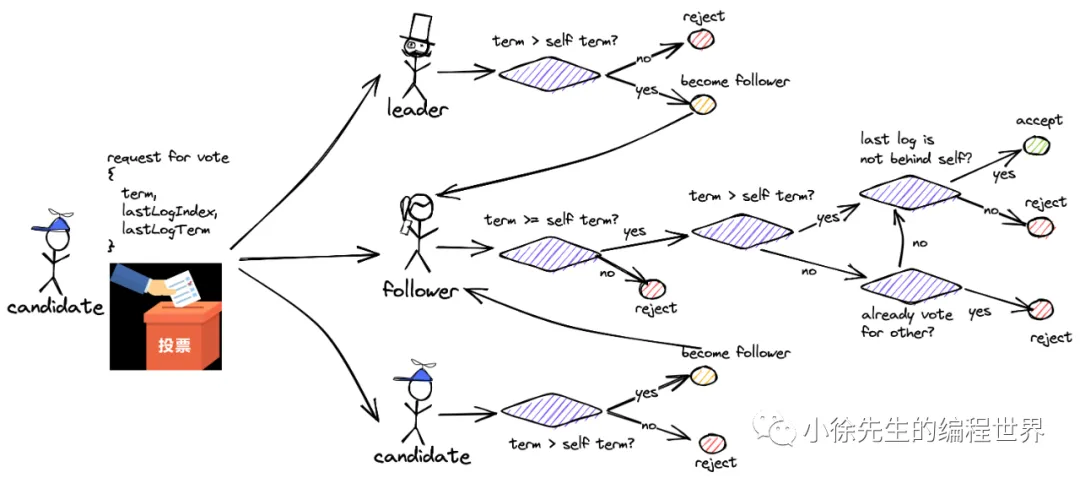 request for vote
{
term,
lastLogIndex,
lastLogTerm
}
candidate
投票
leader
term > self term?
no
reject
yes
become follower
follower
term >= self term?
yes
no
reject
term > self term?
yes
no
last log is
not behind self?
yes
accept
no
reject
no
already vote
for other?
yes
reject
candidate
term > self term?
yes
become follower
no
reject
小徐先生的编程世界